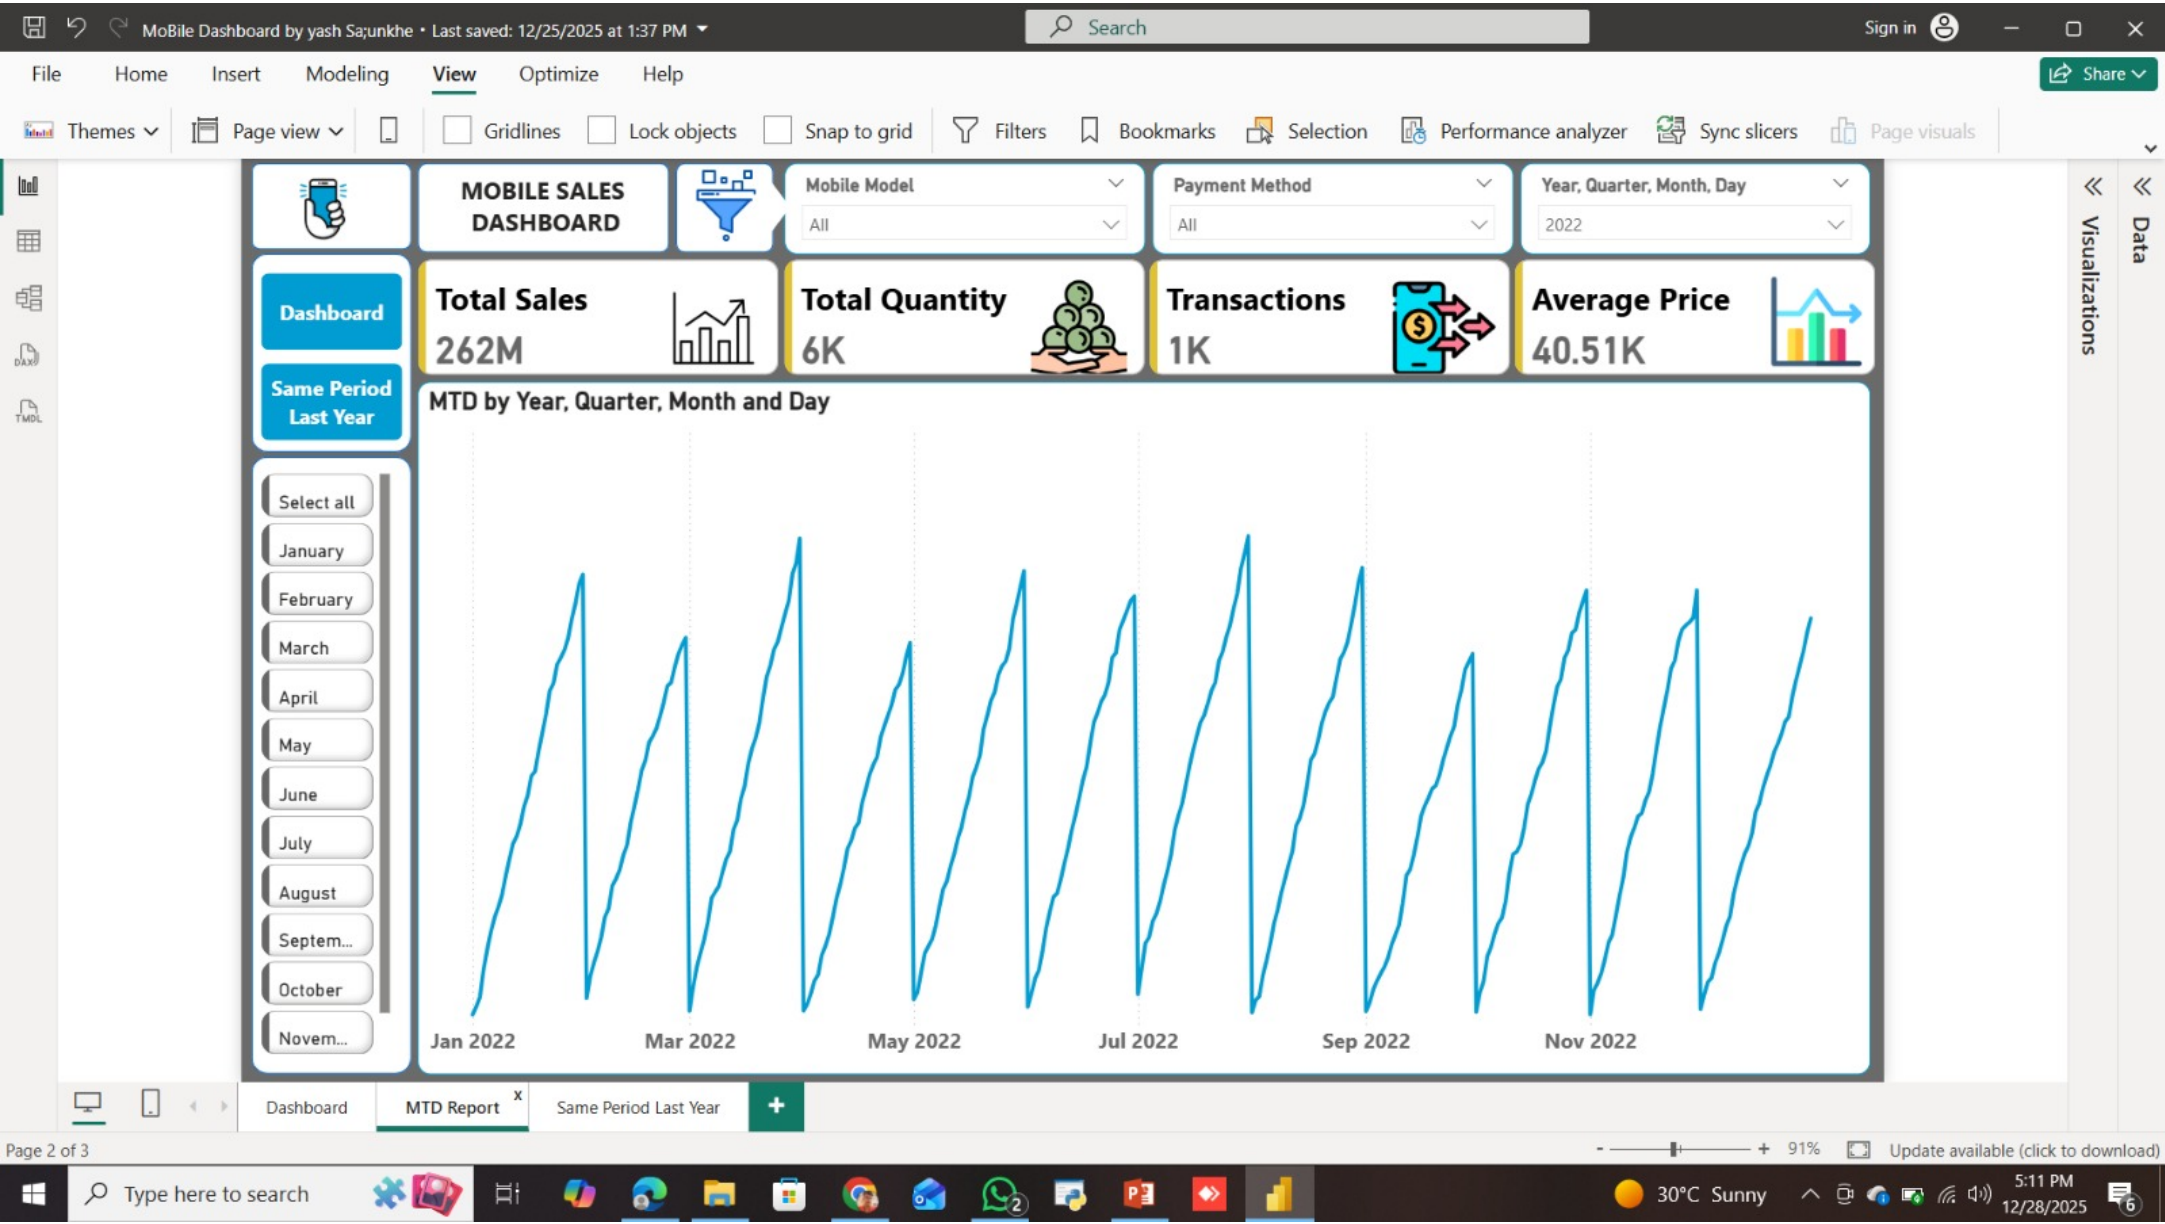 MoBile Dashboard by yash Sa;unkhe • Last saved: 12/25/2025 at 1:37 PM
Search
Sign in
File Home Insert Modeling View Optimize Help
Share
Themes Page view Gridlines Lock objects Snap to grid Filters Bookmarks Selection Performance analyzer Sync slicers Page visuals
MOBILE SALES
DASHBOARD
Mobile Model
All
Payment Method
All
Year, Quarter, Month, Day
2022
Visualizations
Data
DAX
TMDL
Dashboard
Same Period
Last Year
Total Sales
262M
Total Quantity
6K
Transactions
1K
Average Price
40.51K
MTD by Year, Quarter, Month and Day
Select all
January
February
March
April
May
June
July
August
Septem...
October
Novem...
Jan 2022 Mar 2022 May 2022 Jul 2022 Sep 2022 Nov 2022
Dashboard MTD Report x Same Period Last Year +
Page 2 of 3
- + 91% Update available (click to download)
Type here to search
2
30°C Sunny
5:11 PM
12/28/2025
6